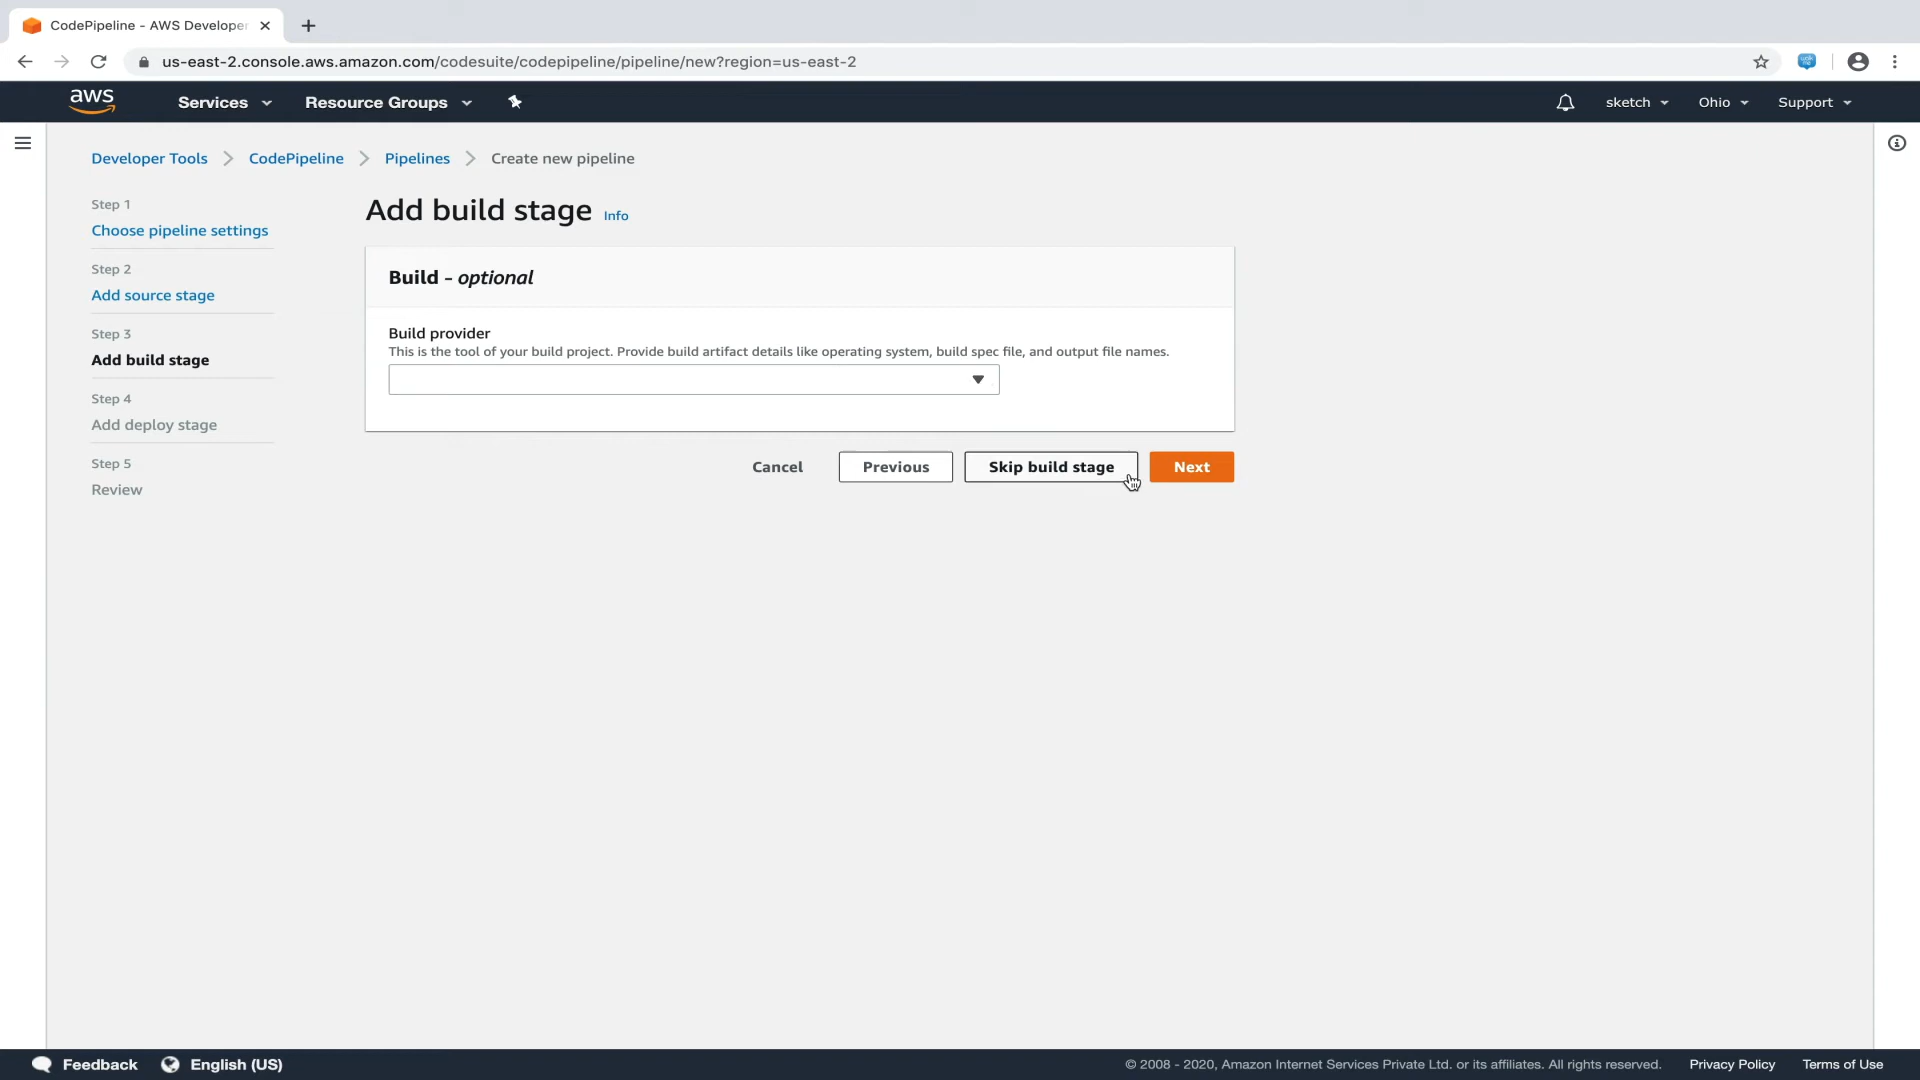 CodePipeline - AWS Develope
us-east-2.console.aws.amazon.com/codesuite/codepipeline/pipeline/new?region=us-east-2
aws
Services
Resource Groups
sketch
Ohio
Support
Developer Tools
CodePipeline
Pipelines
Create new pipeline
Step 1
Choose pipeline settings
Step 2
Add source stage
Step 3
Add build stage
Step 4
Add deploy stage
Step 5
Review
Add build stage Info
Build - optional
Build provider
This is the tool of your build project. Provide build artifact details like operating system, build spec file, and output file names.
Cancel
Previous
Skip build stage
Next
Feedback
English (US)
© 2008 - 2020, Amazon Internet Services Private Ltd. or its affiliates. All rights reserved.
Privacy Policy
Terms of Use